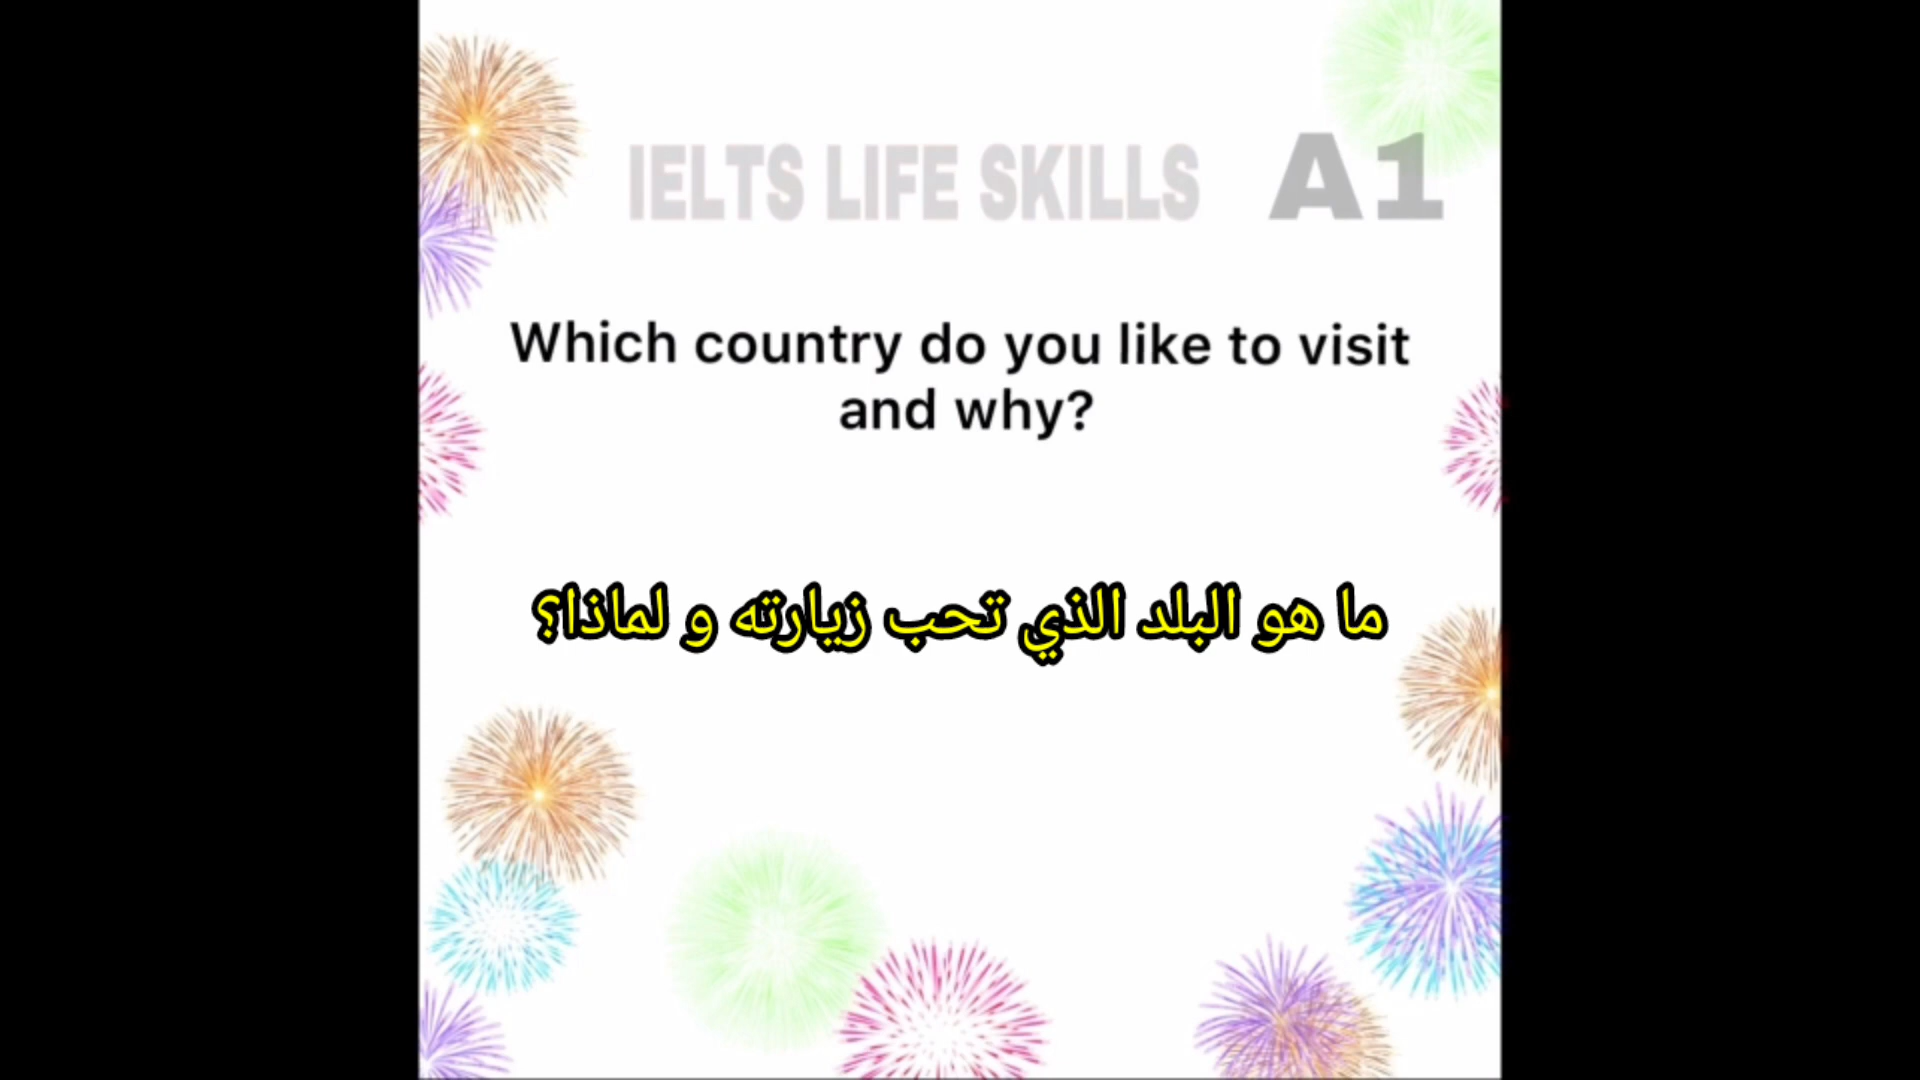 IELTS LIFE SKILLS A1
Which country do you like to visit
and why?
ما هو البلد الذي تحب زيارته و لماذا؟